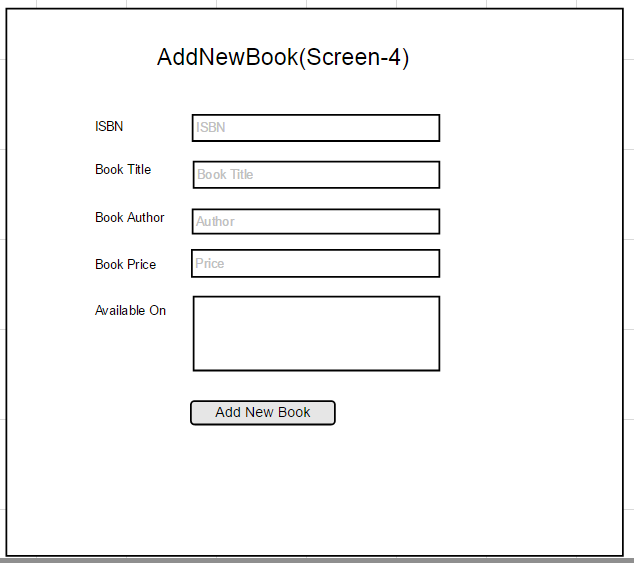 AddNewBook(Screen-4)
ISBN ISBN
Book Title Book Title
Book Author Author
Book Price Price
Available On
Add New Book